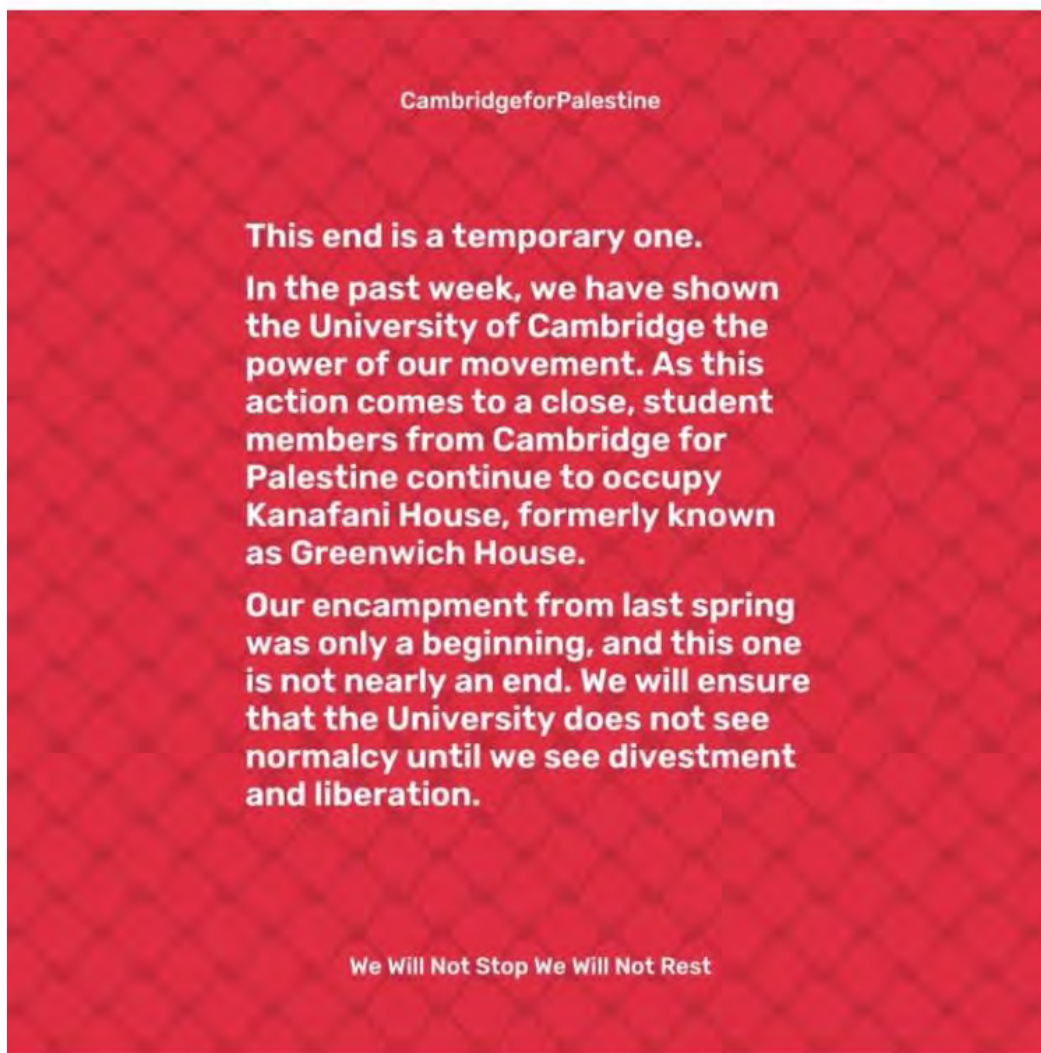 CambridgeforPalestine
This end is a temporary one.
In the past week, we have shown
the University of Cambridge the
power of our movement. As this
action comes to a close, student
members from Cambridge for
Palestine continue to occupy
Kanafani House, formerly known
as Greenwich House.
Our encampment from last spring
was only a beginning, and this one
is not nearly an end. We will ensure
that the University does not see
normalcy until we see divestment
and liberation.
We Will Not Stop We Will Not Rest